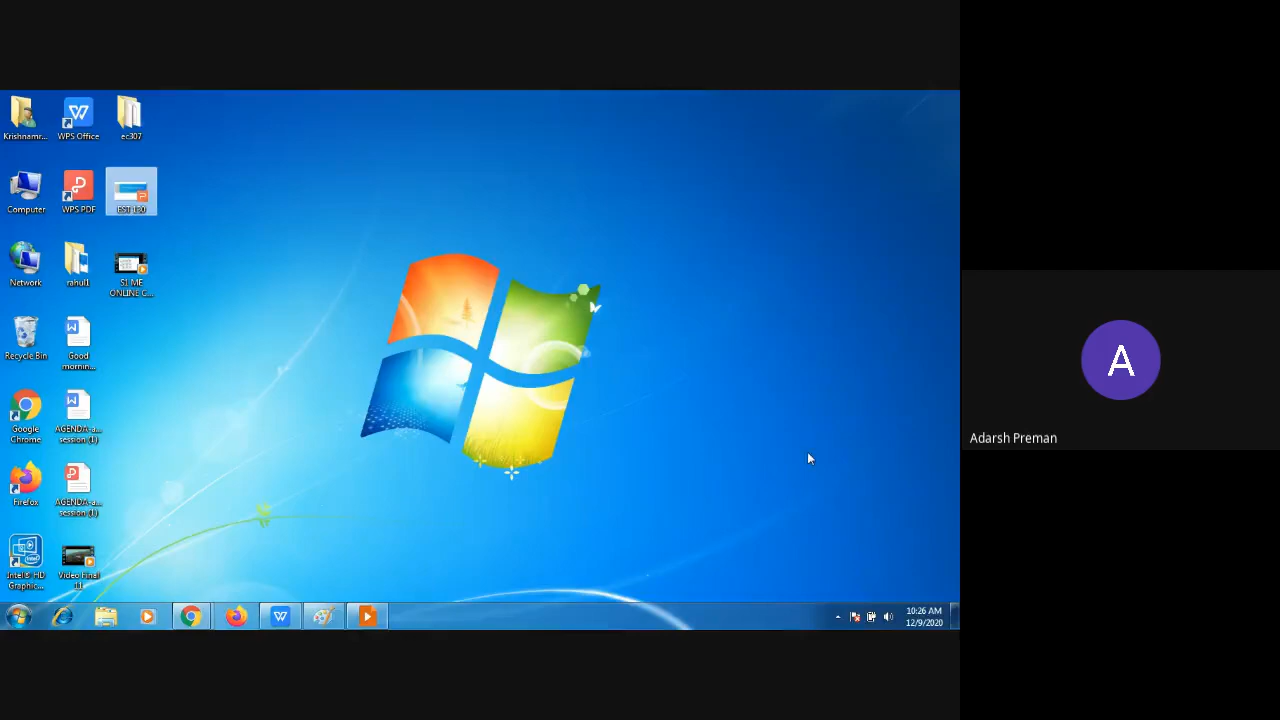 Krishnamr...
WPS Office
ec307
Computer
WPS PDF
EST 130
Network
rahul1
S1 ME
ONLINE C...
Recycle Bin
Good
mornin...
Google
Chrome
AGENDA-a...
session (1)
Firefox
AGENDA-a...
session (1)
Intel® HD
Graphic...
Video Final
11
10:26 AM
12/9/2020
A
Adarsh Preman